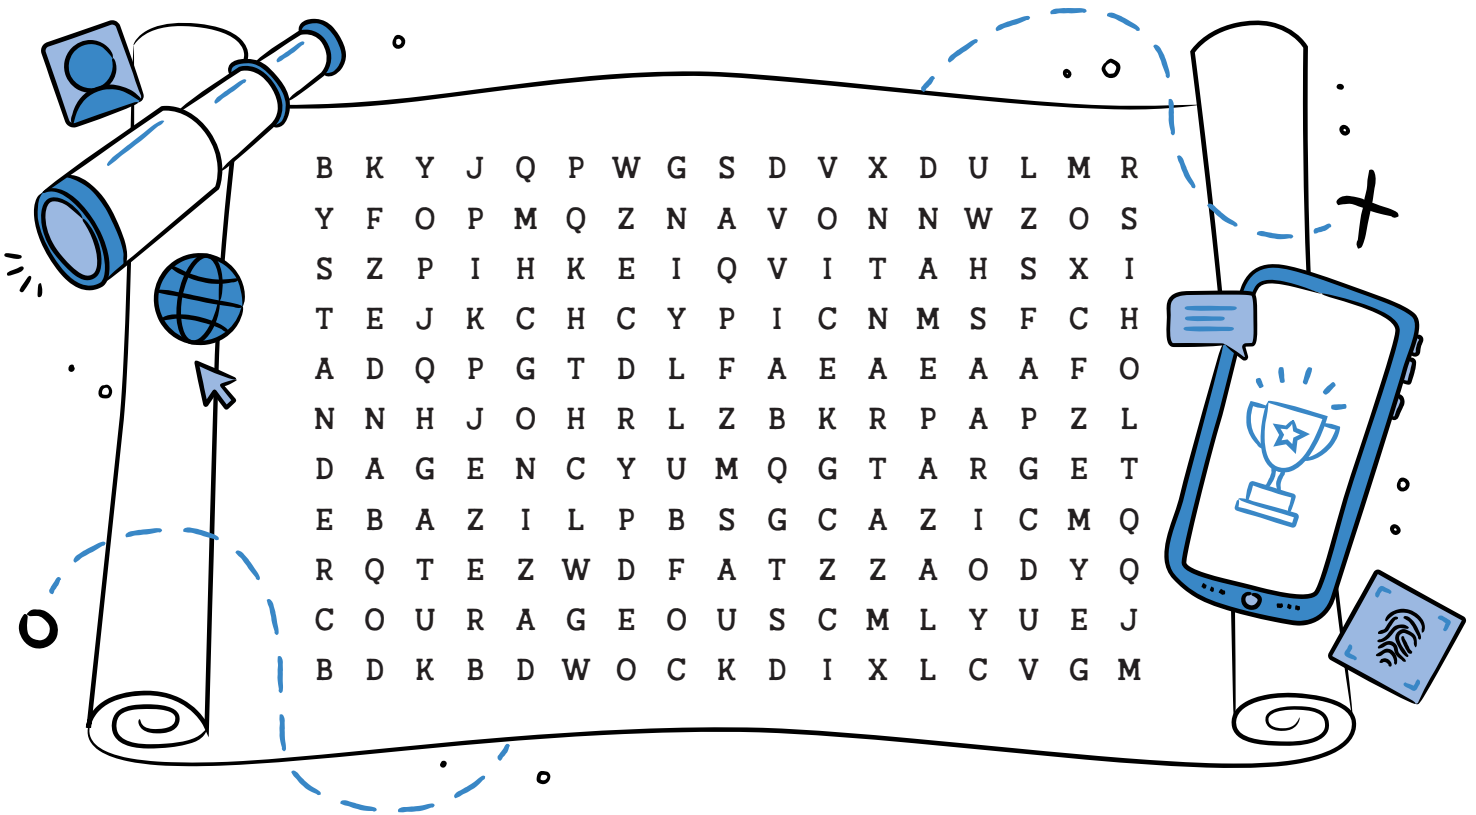 B K Y J Q P W G S D V X D U L M R
Y F O P M Q Z N A V O N N W Z O S
S Z P I H K E I Q V I T A H S X I
T E J K C H C Y P I C N M S F C H
A D Q P G T D L F A E A E A A F O
N N H J O H R L Z B K R P A P Z L
D A G E N C Y U M Q G T A R G E T
E B A Z I L P B S G C A Z I C M Q
R Q T E Z W D F A T Z Z A O D Y Q
C O U R A G E O U S C M L Y U E J
B D K B D W O C K D I X L C V G M